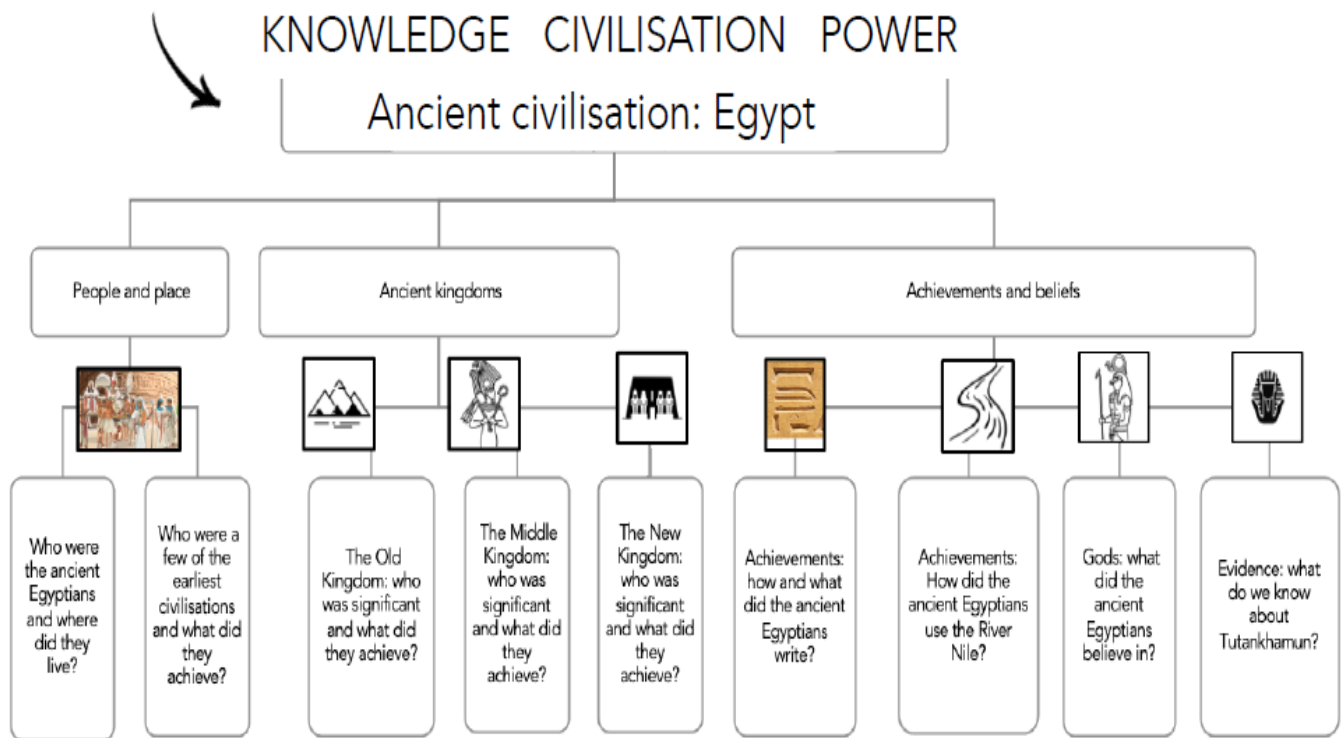 KNOWLEDGE CIVILISATION POWER
Ancient civilisation: Egypt
People and place
Ancient kingdoms
Achievements and beliefs
Who were
the ancient
Egyptians
and where
did they
live?
Who were a
few of the
earliest
civilisations
and what did
they
achieve?
The Old
Kingdom: who
was significant
and what did
they achieve?
The Middle
Kingdom:
who was
significant
and what did
they
achieve?
The New
Kingdom:
who was
significant
and what did
they
achieve?
Achievements:
how and what
did the ancient
Egyptians
write?
Achievements:
How did the
ancient Egyptians
use the River
Nile?
Gods: what
did the
ancient
Egyptians
believe in?
Evidence: what
do we know
about
Tutankhamun?